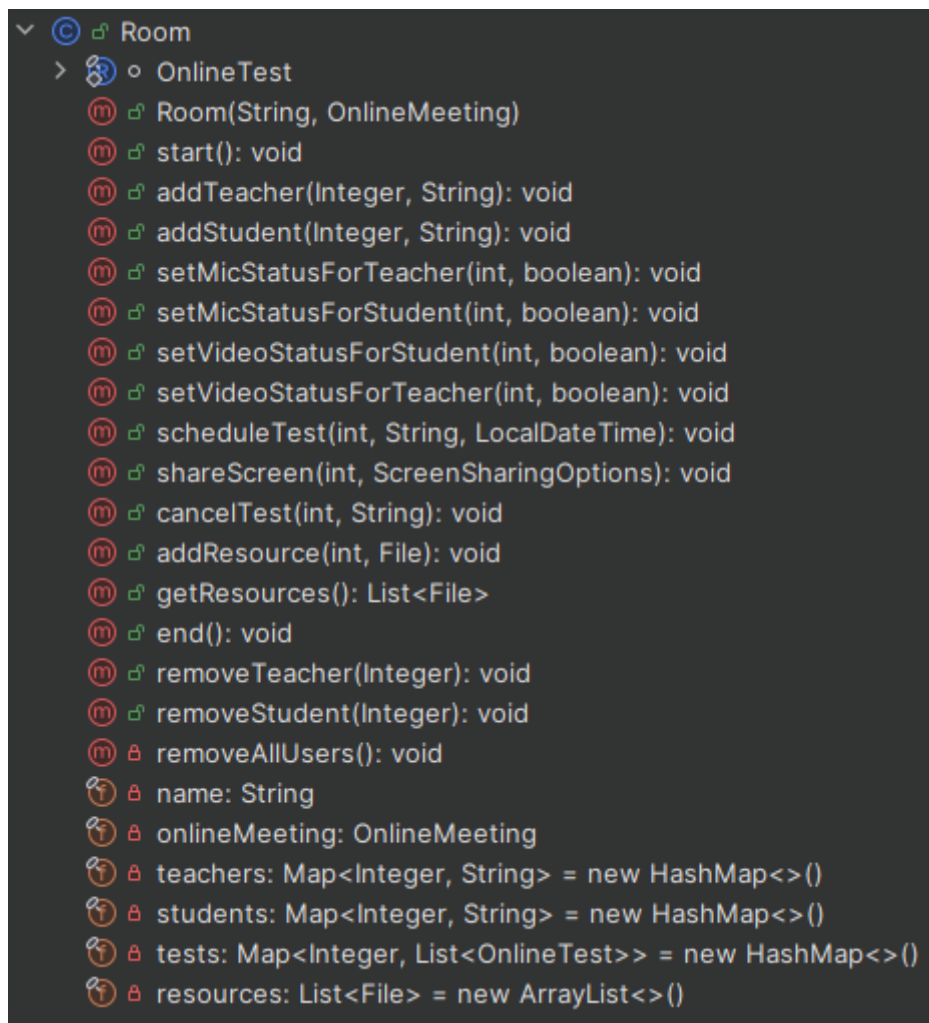 Room
OnlineTest
Room(String, OnlineMeeting)
start(): void
addTeacher(Integer, String): void
addStudent(Integer, String): void
setMicStatusForTeacher(int, boolean): void
setMicStatusForStudent(int, boolean): void
setVideoStatusForStudent(int, boolean): void
setVideoStatusForTeacher(int, boolean): void
scheduleTest(int, String, LocalDateTime): void
shareScreen(int, ScreenSharingOptions): void
cancelTest(int, String): void
addResource(int, File): void
getResources(): List<File>
end(): void
removeTeacher(Integer): void
removeStudent(Integer): void
removeAllUsers(): void
name: String
onlineMeeting: OnlineMeeting
teachers: Map<Integer, String> = new HashMap<>()
students: Map<Integer, String> = new HashMap<>()
tests: Map<Integer, List<OnlineTest>> = new HashMap<>()
resources: List<File> = new ArrayList<>()